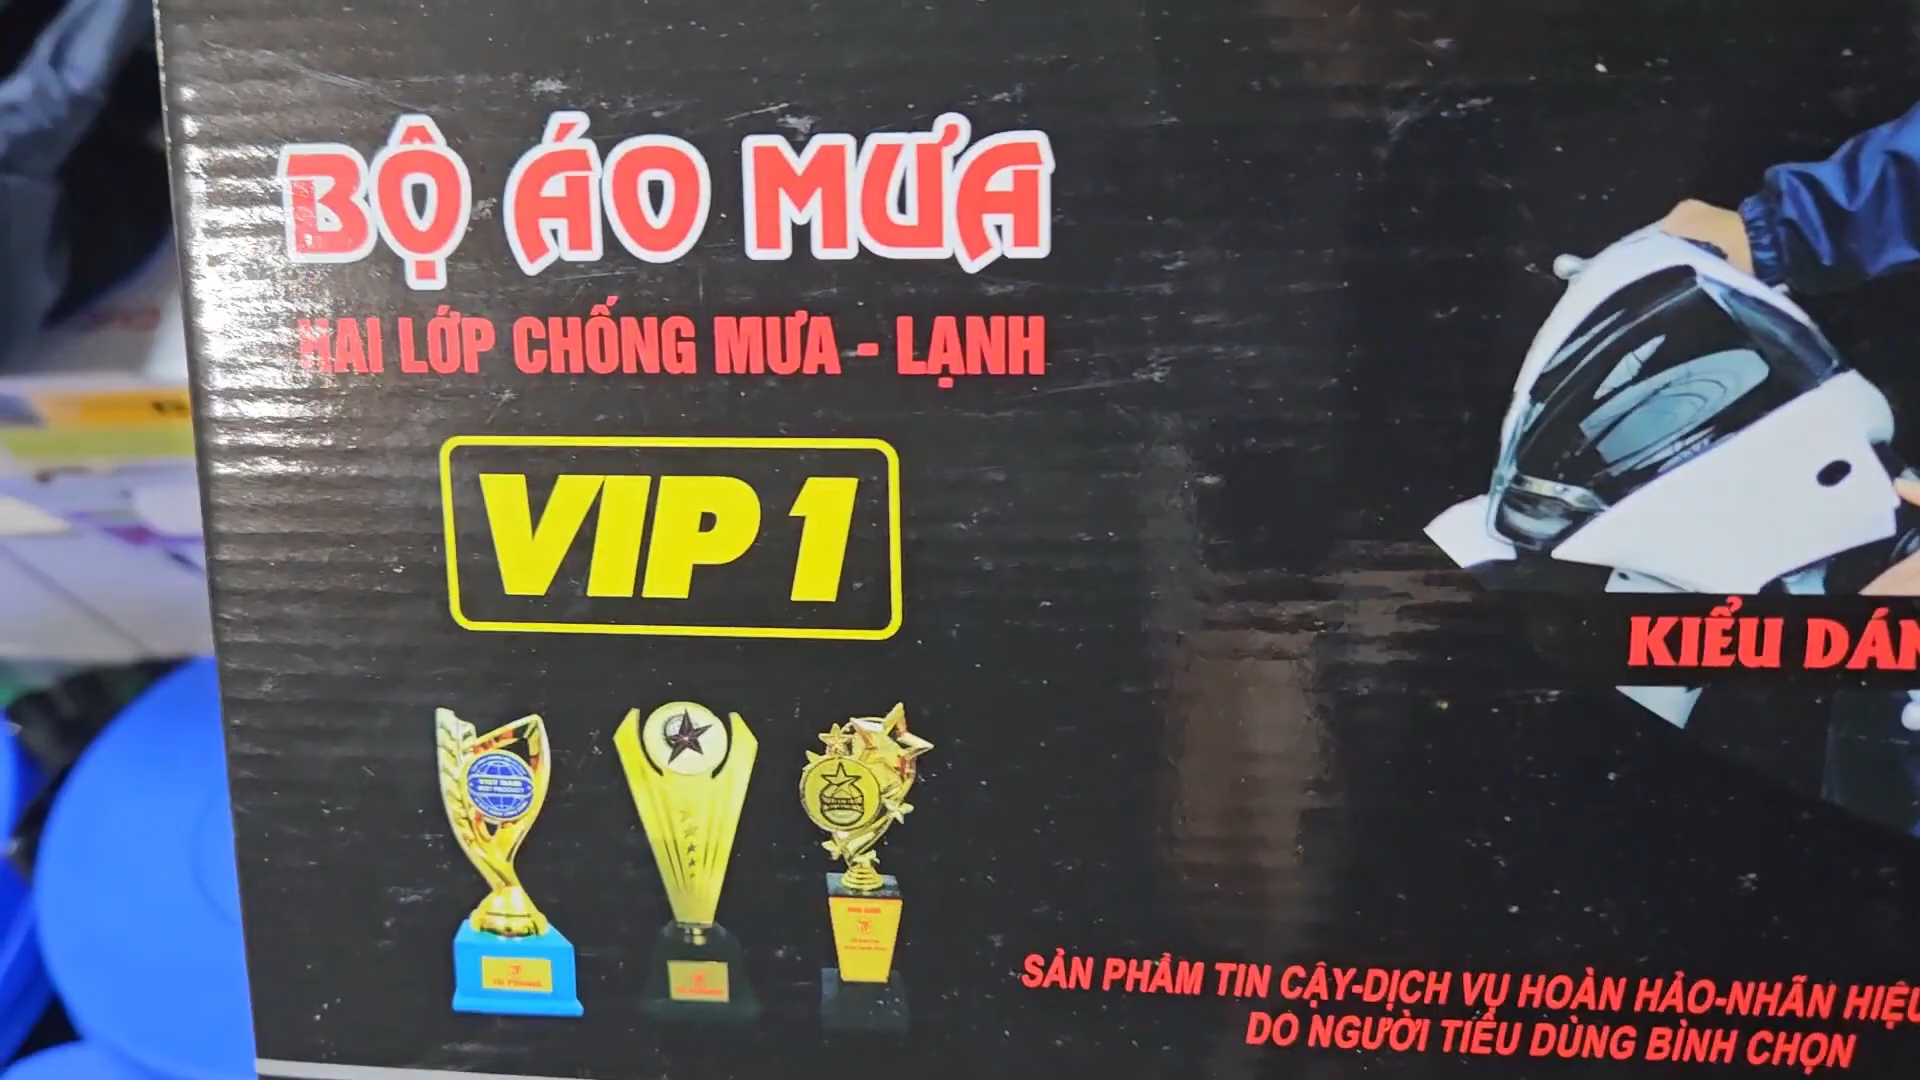 BỘ ÁO MƯA
HAI LỚP CHỐNG MƯA - LẠNH
VIP 1
KIỂU DÁN
SẢN PHẨM TIN CẬY-DỊCH VỤ HOÀN HẢO-NHÃN HIỆU
DO NGƯỜI TIÊU DÙNG BÌNH CHỌN